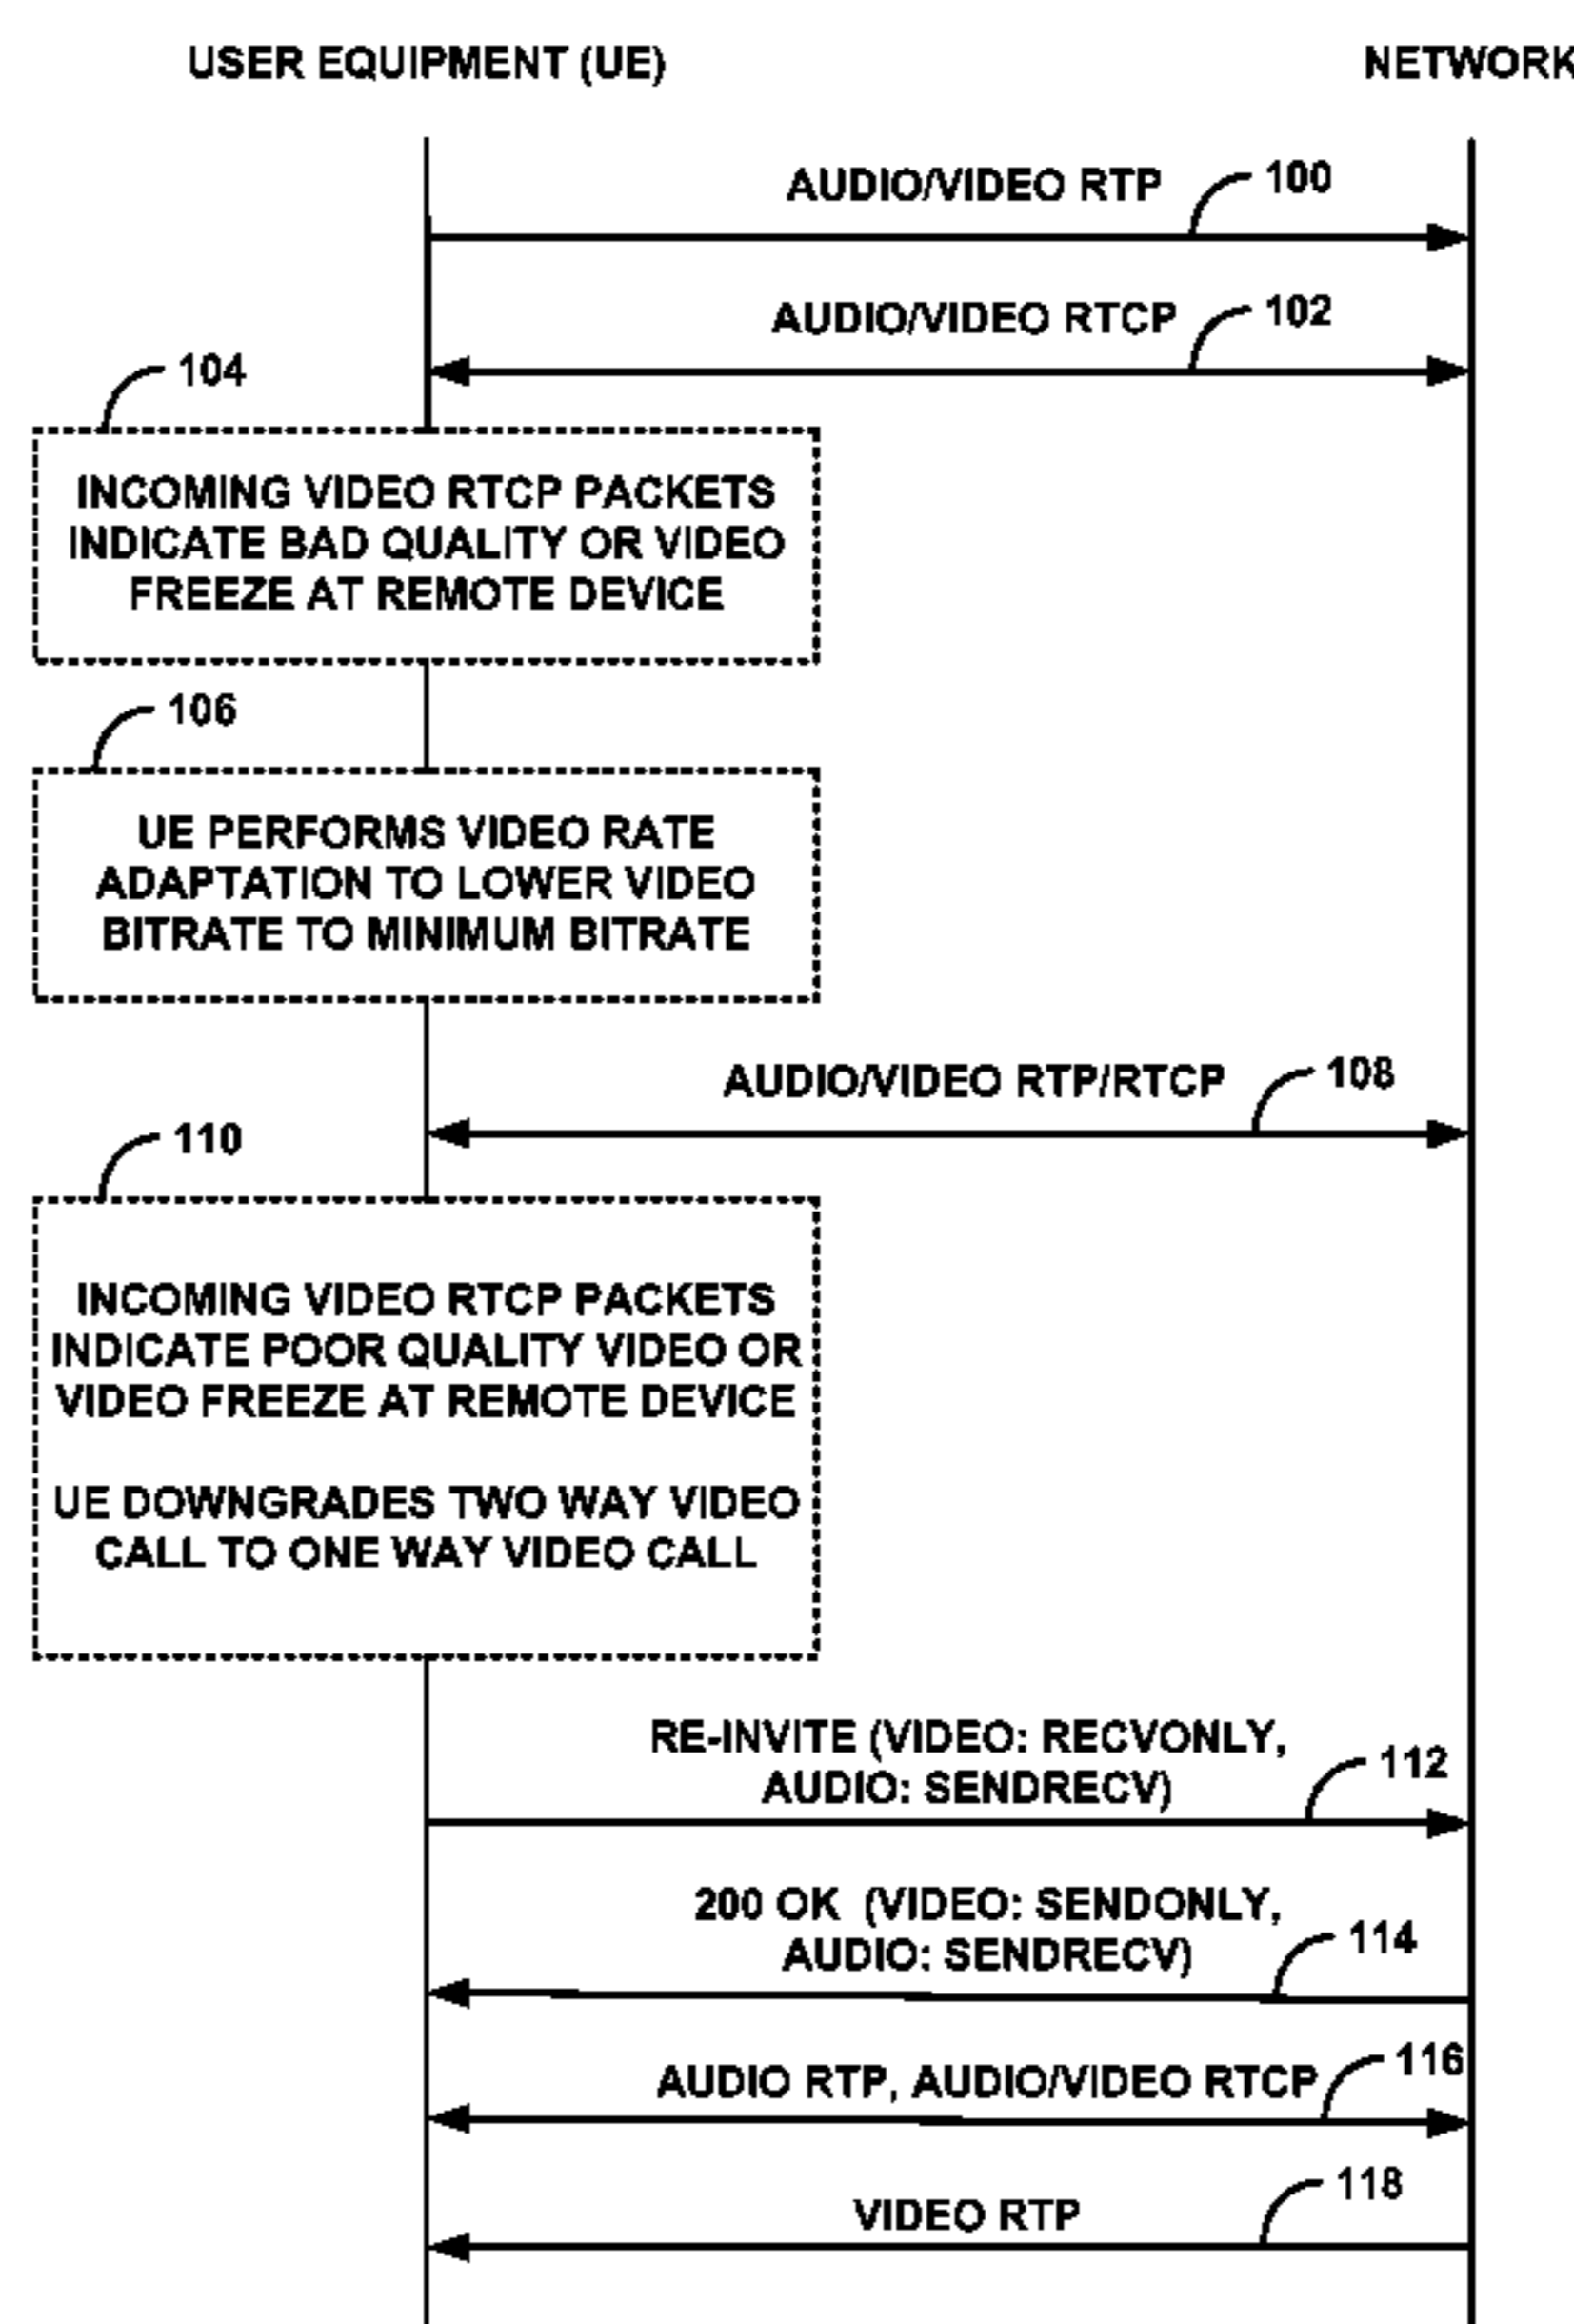 USER EQUIPMENT (UE)
NETWORK
AUDIO/VIDEO RTP
100
AUDIO/VIDEO RTCP
102
104
INCOMING VIDEO RTCP PACKETS
INDICATE BAD QUALITY OR VIDEO
FREEZE AT REMOTE DEVICE
106
UE PERFORMS VIDEO RATE
ADAPTATION TO LOWER VIDEO
BITRATE TO MINIMUM BITRATE
AUDIO/VIDEO RTP/RTCP
108
110
INCOMING VIDEO RTCP PACKETS
INDICATE POOR QUALITY VIDEO OR
VIDEO FREEZE AT REMOTE DEVICE
UE DOWNGRADES TWO WAY VIDEO
CALL TO ONE WAY VIDEO CALL
RE-INVITE (VIDEO: RECVONLY,
AUDIO: SENDRECV)
112
200 OK (VIDEO: SENDONLY,
AUDIO: SENDRECV)
114
AUDIO RTP, AUDIO/VIDEO RTCP
116
VIDEO RTP
118